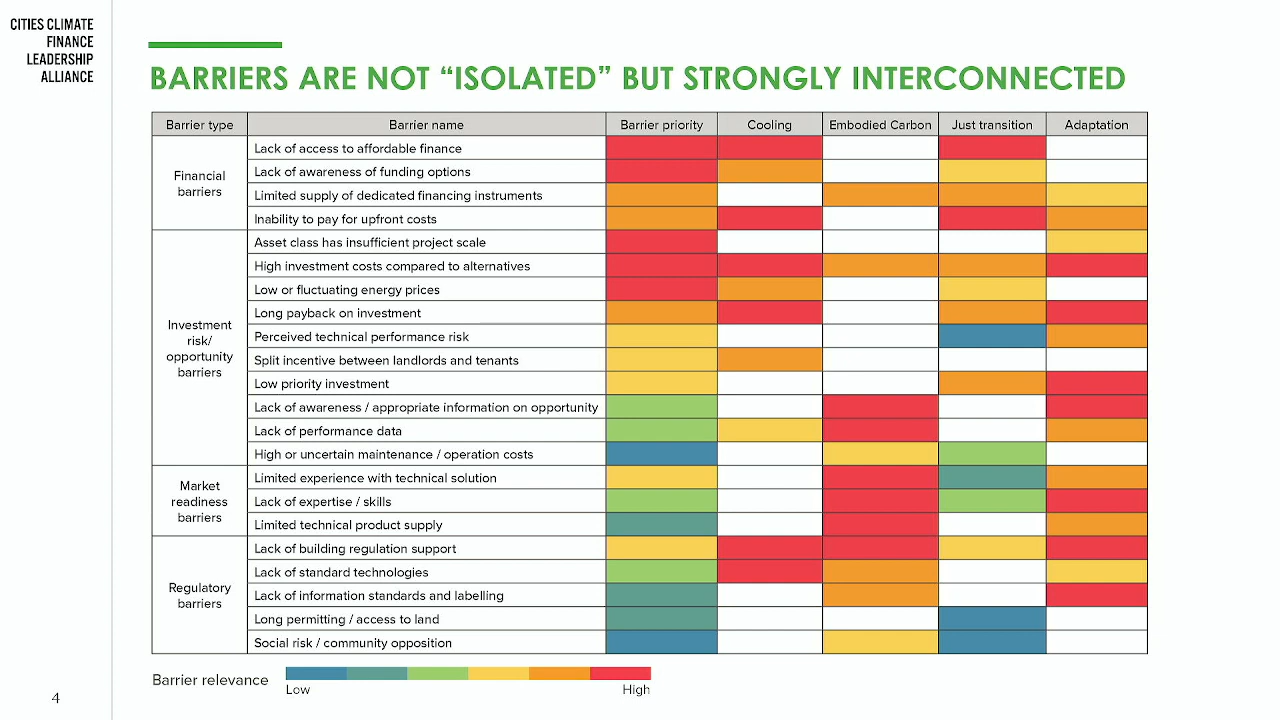 CITIES CLIMATE
FINANCE
LEADERSHIP
ALLIANCE
BARRIERS ARE NOT “ISOLATED” BUT STRONGLY INTERCONNECTED
Barrier type Barrier name Barrier priority Cooling Embodied Carbon Just transition Adaptation
Financial
barriers
Lack of access to affordable finance
Lack of awareness of funding options
Limited supply of dedicated financing instruments
Inability to pay for upfront costs
Investment
risk/
opportunity
barriers
Asset class has insufficient project scale
High investment costs compared to alternatives
Low or fluctuating energy prices
Long payback on investment
Perceived technical performance risk
Split incentive between landlords and tenants
Low priority investment
Lack of awareness / appropriate information on opportunity
Lack of performance data
High or uncertain maintenance / operation costs
Market
readiness
barriers
Limited experience with technical solution
Lack of expertise / skills
Limited technical product supply
Regulatory
barriers
Lack of building regulation support
Lack of standard technologies
Lack of information standards and labelling
Long permitting / access to land
Social risk / community opposition
Barrier relevance
Low High
4